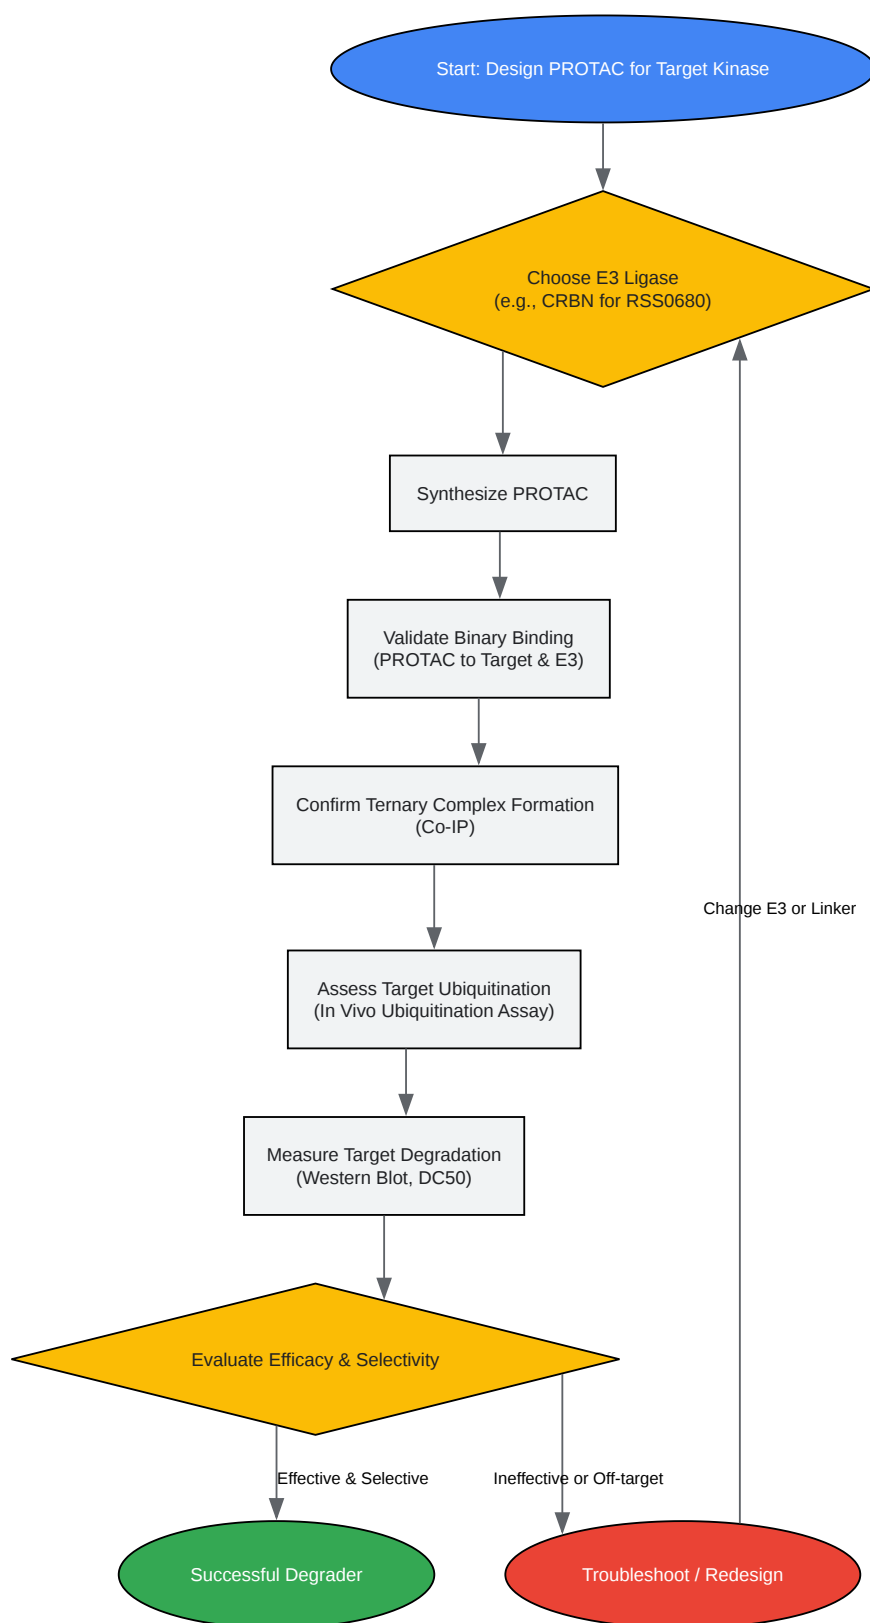 Start: Design PROTAC for Target Kinase
Choose E3 Ligase
(e.g., CRBN for RSS0680)
Synthesize PROTAC
Validate Binary Binding
(PROTAC to Target & E3)
Confirm Ternary Complex Formation
(Co-IP)
Change E3 or Linker
Assess Target Ubiquitination
(In Vivo Ubiquitination Assay)
Measure Target Degradation
(Western Blot, DC50)
Evaluate Efficacy & Selectivity
Effective & Selective
Ineffective or Off-target
Successful Degrader
Troubleshoot / Redesign